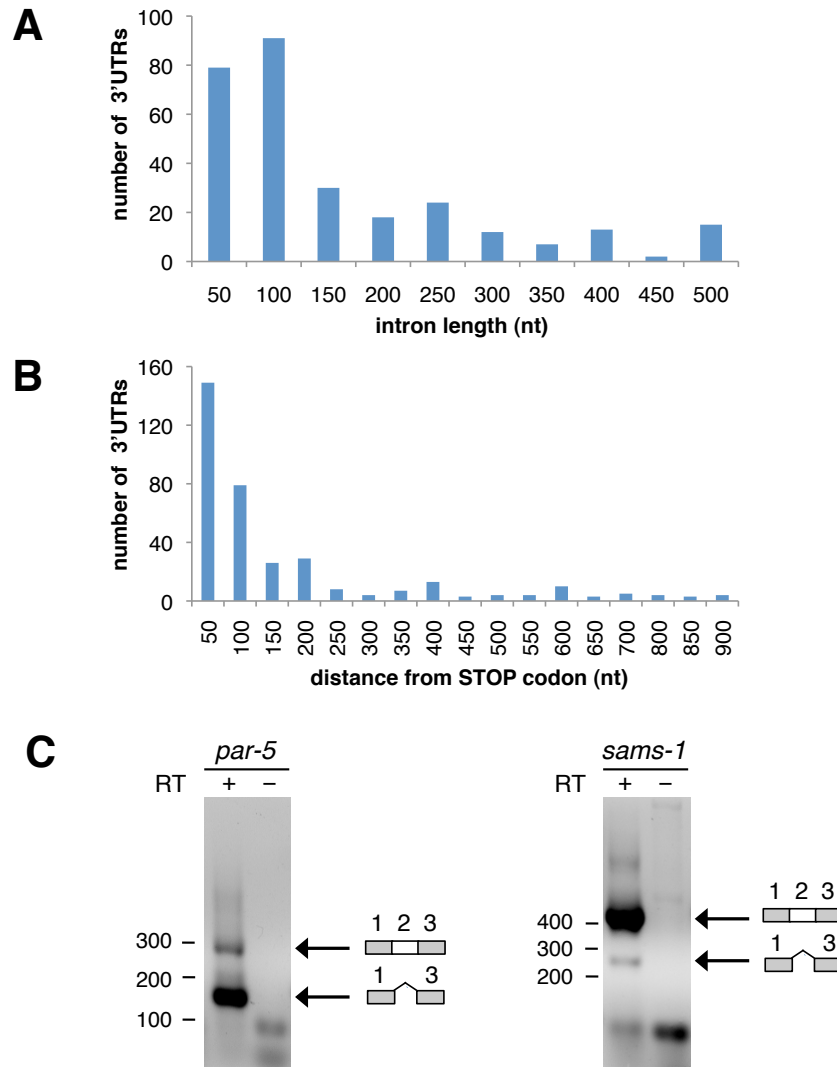 A
number of 3'UTRs
100
80
60
40
20
0
50 100 150 200 250 300 350 400 450 500
intron length (nt)
B
number of 3'UTRs
160
120
80
40
0
50 100 150 200 250 300 350 400 450 500 550 600 650 700 800 850 900
distance from STOP codon (nt)
C
par-5
RT + –
300
200
100
1 2 3
1 3
sams-1
RT + –
400
300
200
1 2 3
1 3